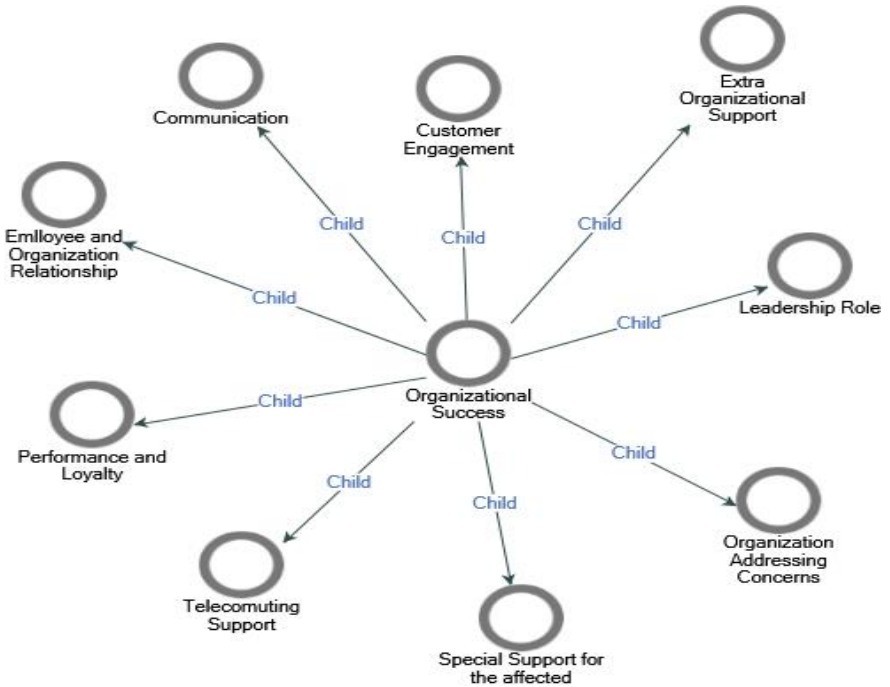 Extra
Organizational
Support
Communication
Customer
Engagement
Child
Child
Child
Emlloyee and
Organization
Relationship
Child
Leadership Role
Child
Organizational
Success
Child
Performance and
Loyalty
Child
Child
Child
Organization
Addressing
Concerns
Telecomuting
Support
Special Support for
the affected